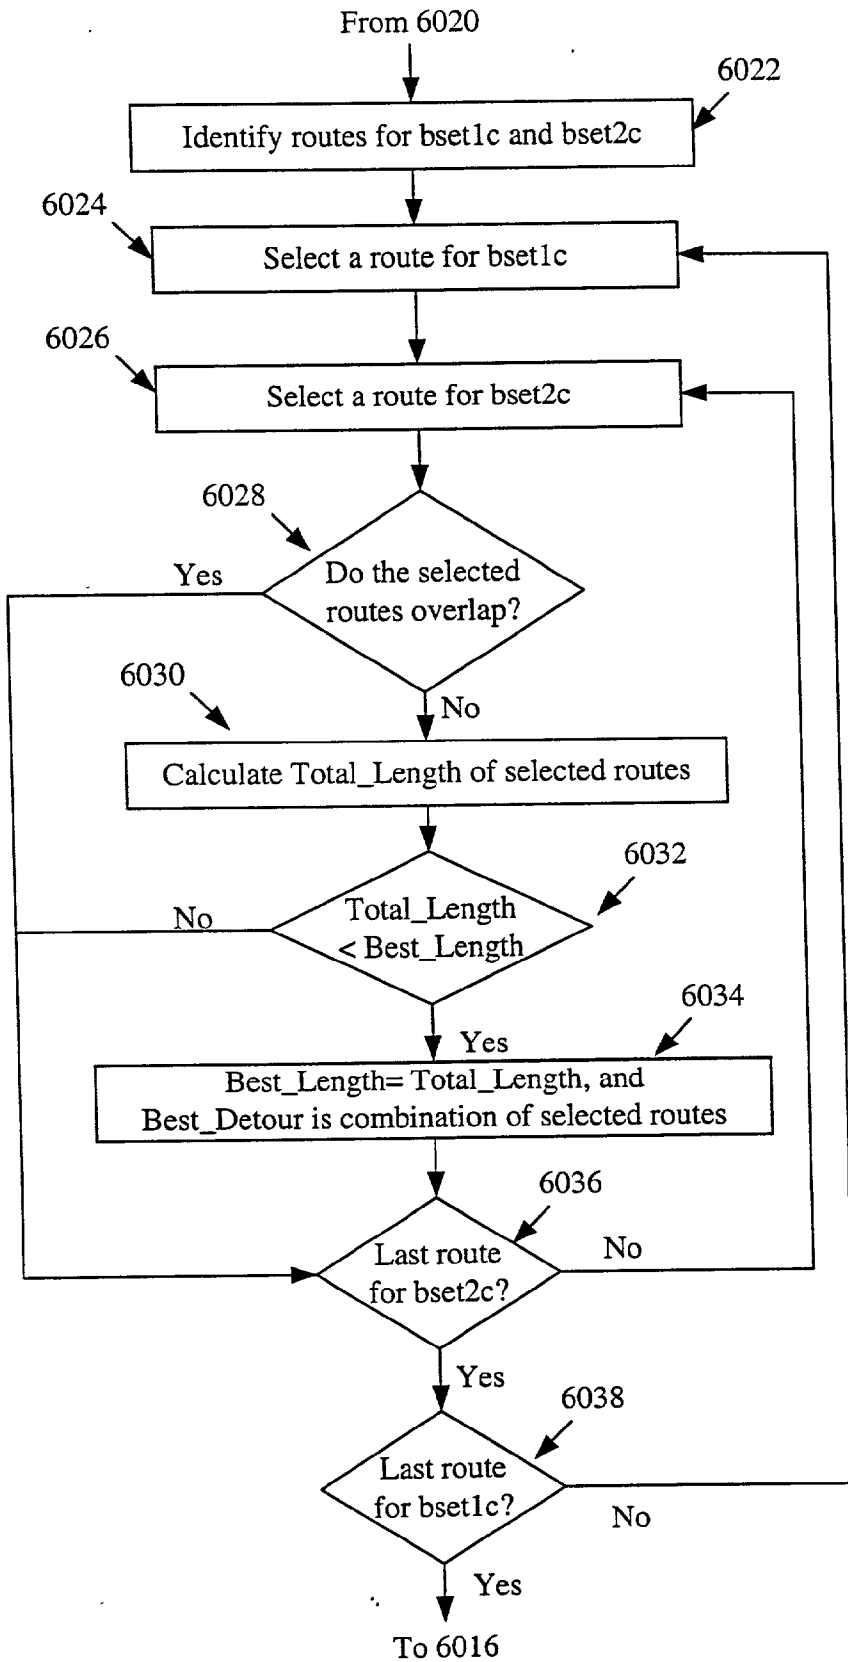 From 6020
6022
Identify routes for bset1c and bset2c
6024
Select a route for bset1c
6026
Select a route for bset2c
6028
Yes
Do the selected
routes overlap?
6030
No
Calculate Total_Length of selected routes
6032
No
Total_Length
< Best_Length
6034
Yes
Best_Length= Total_Length, and
Best_Detour is combination of selected routes
6036
Last route
for bset2c?
No
Yes
6038
Last route
for bset1c?
No
Yes
To 6016